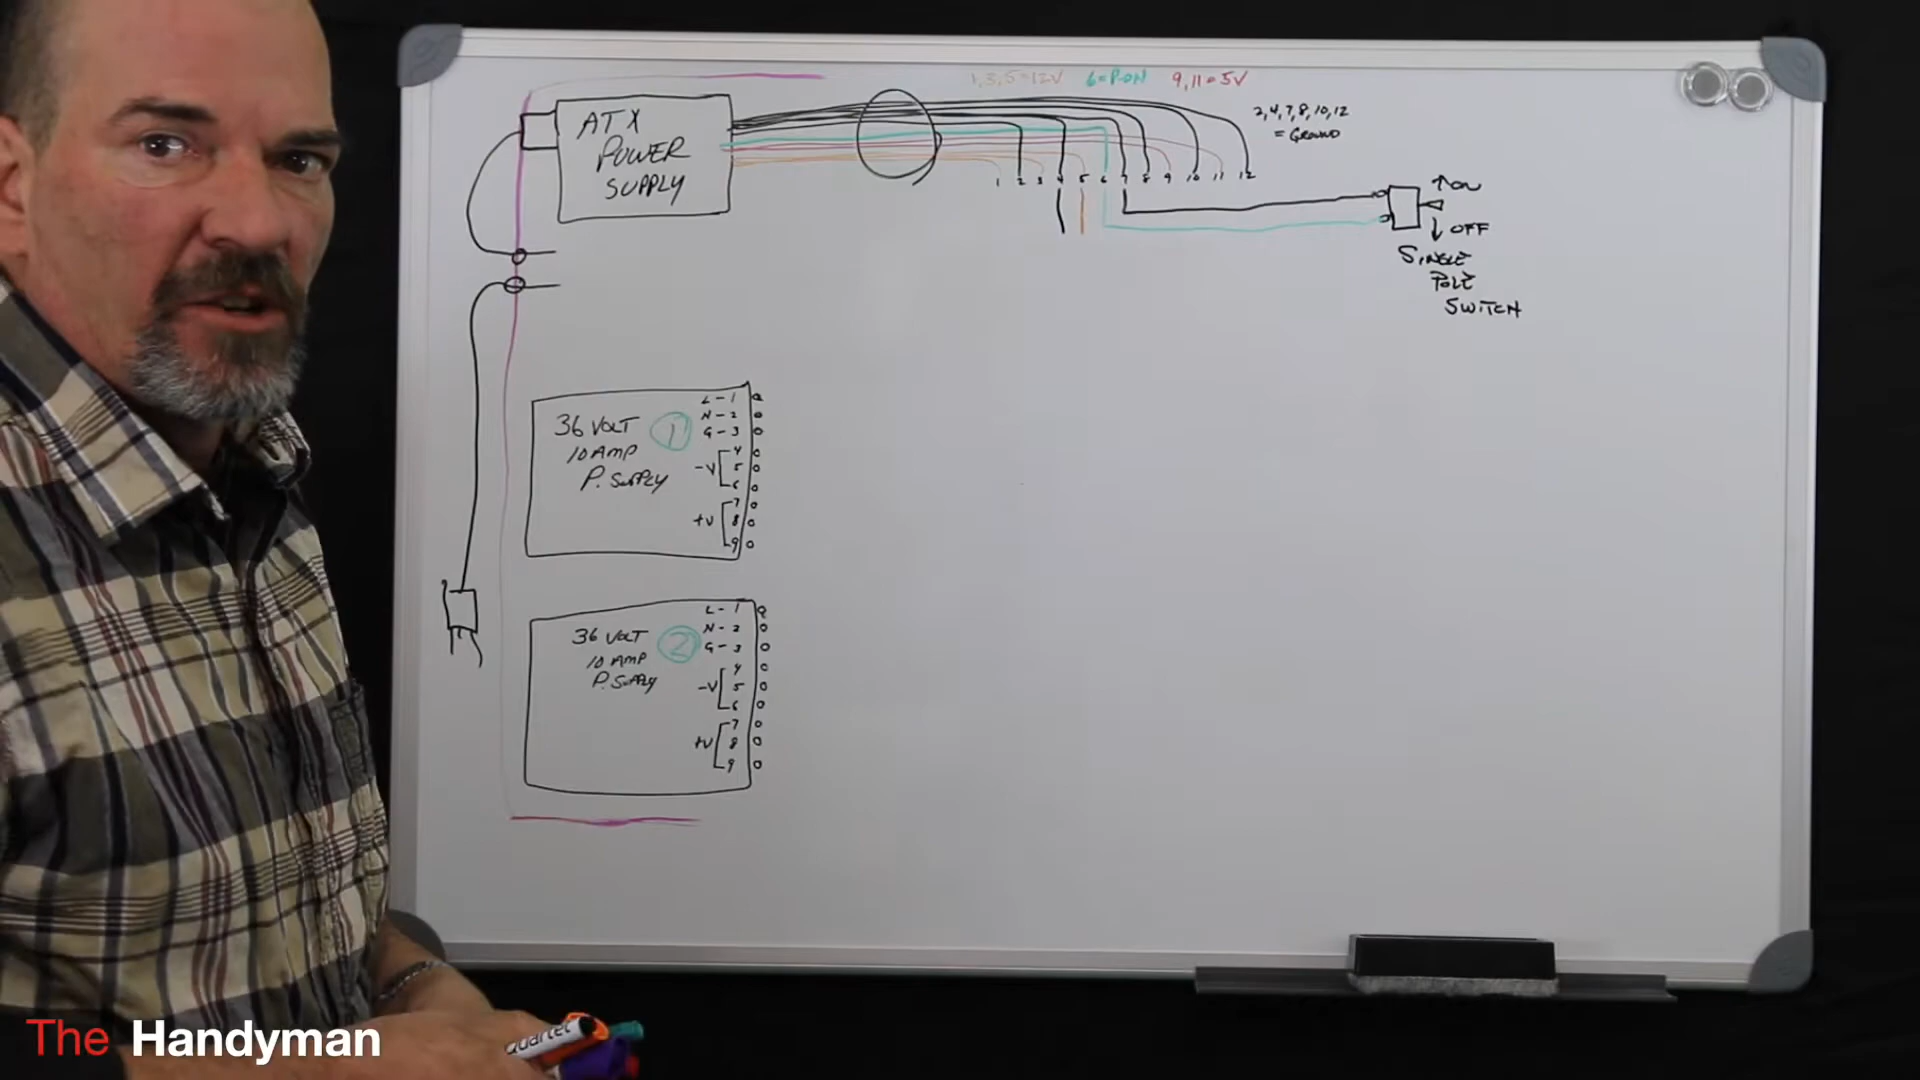 1,3,5=12V 6=P-ON 9,11=5V
2,4,7,8,10,12
= GROUND
ATX
POWER
SUPPLY
1 2 3 4 5 6 7 8 9 10 11 12
ON
OFF
SINGLE
POLE
SWITCH
36 VOLT
10 AMP
P. SUPPLY
1
L-1
N-2
G-3
-V
4
5
6
+V
7
8
9
36 VOLT
10 AMP
P. SUPPLY
2
L-1
N-2
G-3
-V
4
5
6
+V
7
8
9
Quartet
The Handyman